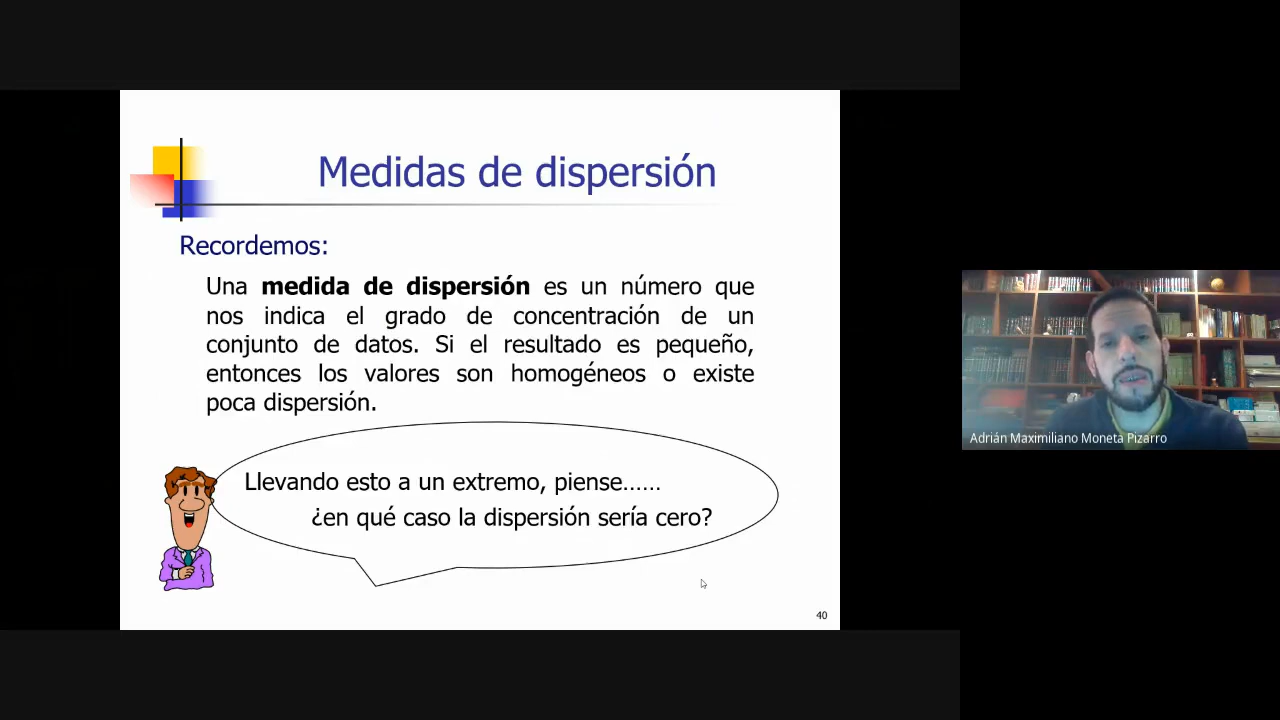 Medidas de dispersión
Recordemos:
Una medida de dispersión es un número que
nos indica el grado de concentración de un
conjunto de datos. Si el resultado es pequeño,
entonces los valores son homogéneos o existe
poca dispersión.
Llevando esto a un extremo, piense……
¿en qué caso la dispersión sería cero?
40
Adrián Maximiliano Moneta Pizarro